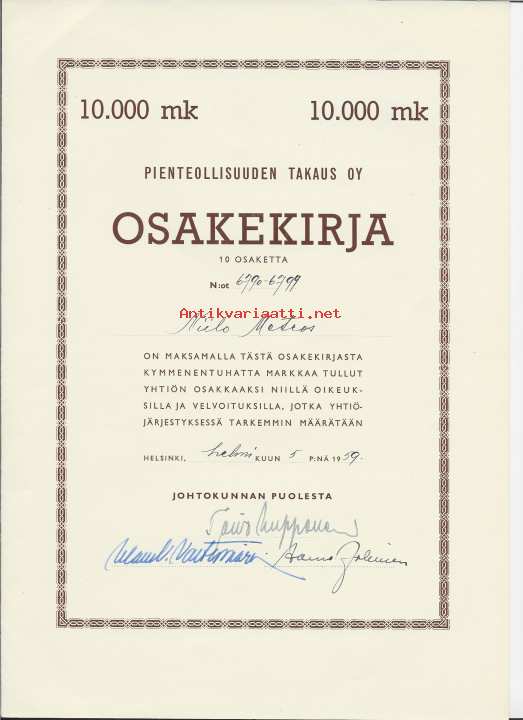 10.000 mk 10.000 mk
PIENTEOLLISUUDEN TAKAUS OY
OSAKEKIRJA
10 OSAKETTA
N:ot 6790-6799
Antikvariaatti.net
Niilo Metsos
ON MAKSAMALLA TÄSTÄ OSAKEKIRJASTA
KYMMENENTUHATTA MARKKAA TULLUT
YHTIÖN OSAKKAAKSI NIILLÄ OIKEUK-
SILLA JA VELVOITUKSILLA, JOTKA YHTIÖ-
JÄRJESTYKSESSÄ TARKEMMIN MÄÄRÄTÄÄN
HELSINKI, helmi KUUN 5 P:NÄ 1959.
JOHTOKUNNAN PUOLESTA